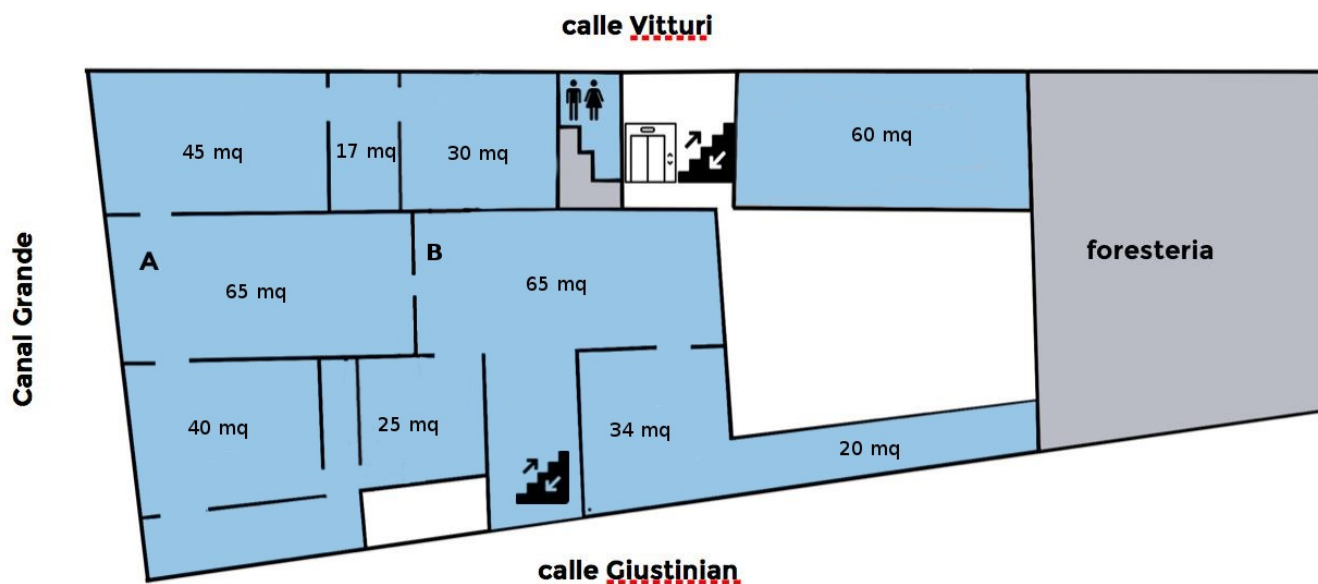 calle Vitturi
45 mq
17 mq
30 mq
60 mq
Canal Grande
A
B
65 mq
65 mq
foresteria
40 mq
25 mq
34 mq
20 mq
calle Giustinian